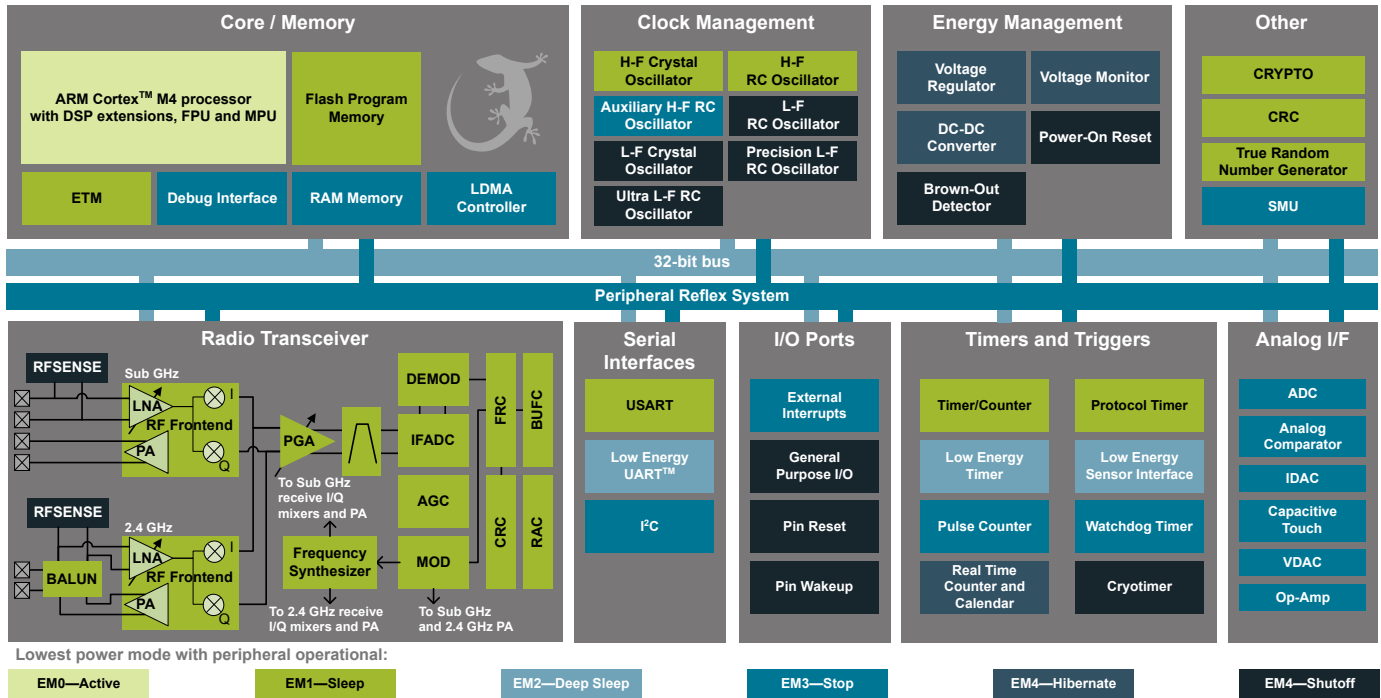 Core / Memory
ARM Cortex™ M4 processor
with DSP extensions, FPU and MPU
Flash Program
Memory
ETM
Debug Interface
RAM Memory
LDMA
Controller
Clock Management
H-F Crystal
Oscillator
H-F
RC Oscillator
Auxiliary H-F RC
Oscillator
L-F
RC Oscillator
L-F Crystal
Oscillator
Precision L-F
RC Oscillator
Ultra L-F RC
Oscillator
Energy Management
Voltage
Regulator
Voltage Monitor
DC-DC
Converter
Power-On Reset
Brown-Out
Detector
Other
CRYPTO
CRC
True Random
Number Generator
SMU
32-bit bus
Peripheral Reflex System
Radio Transceiver
RFSENSE
Sub GHz
LNA
I
RF Frontend
PA
Q
PGA
To Sub GHz
receive I/Q
mixers and PA
DEMOD
IFADC
AGC
MOD
FRC
BUFC
CRC
RAC
RFSENSE
2.4 GHz
LNA
I
RF Frontend
BALUN
PA
Q
Frequency
Synthesizer
To 2.4 GHz receive
I/Q mixers and PA
To Sub GHz
and 2.4 GHz PA
Serial
Interfaces
USART
Low Energy
UART™
I²C
I/O Ports
External
Interrupts
General
Purpose I/O
Pin Reset
Pin Wakeup
Timers and Triggers
Timer/Counter
Protocol Timer
Low Energy
Timer
Low Energy
Sensor Interface
Pulse Counter
Watchdog Timer
Real Time
Counter and
Calendar
Cryotimer
Analog I/F
ADC
Analog
Comparator
IDAC
Capacitive
Touch
VDAC
Op-Amp
Lowest power mode with peripheral operational:
EM0—Active
EM1—Sleep
EM2—Deep Sleep
EM3—Stop
EM4—Hibernate
EM4—Shutoff